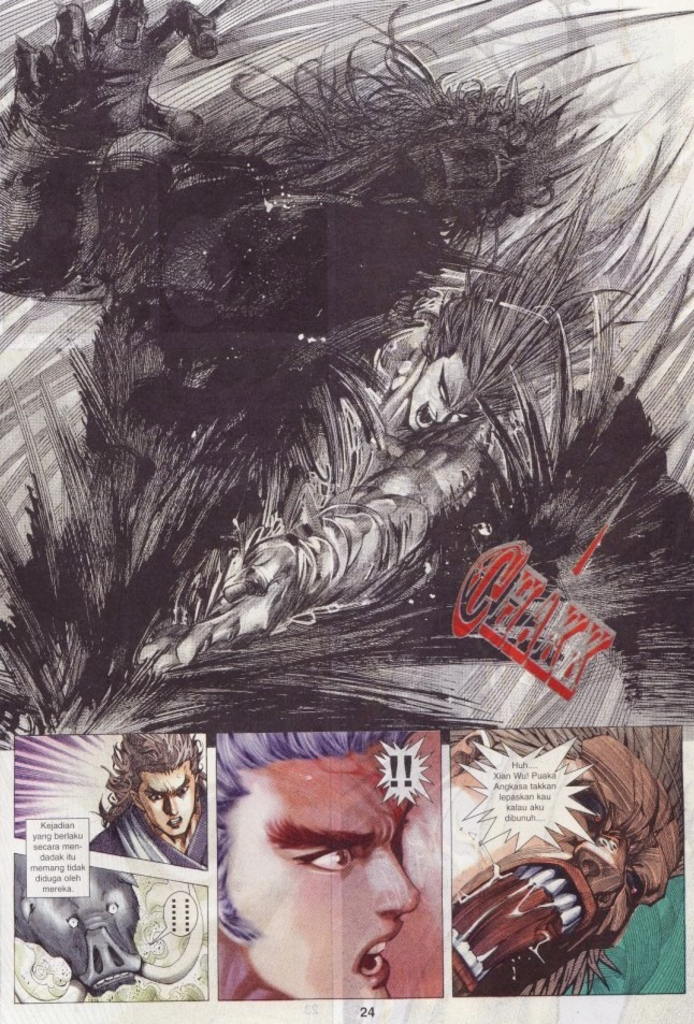 CHAKK
Kejadian
yang berlaku
secara men-
dadak itu
memang tidak
diduga oleh
mereka.
!!
Huh....
Xian Wu! Puaka
Angkasa takkan
lepaskan kau
kalau aku
dibunuh....
24